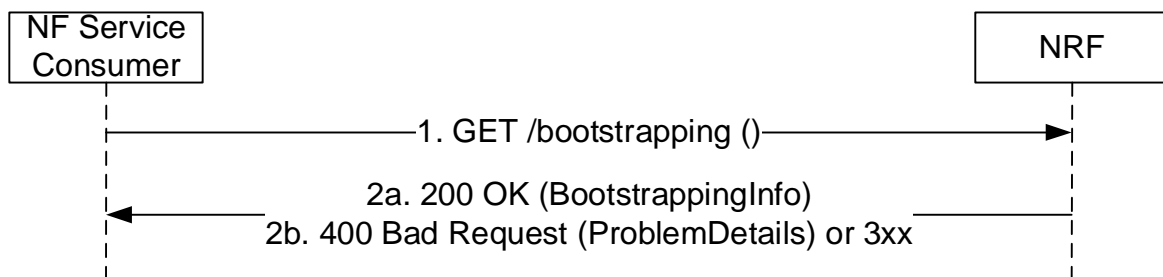 NF Service
Consumer
NRF
1. GET /bootstrapping ()
2a. 200 OK (BootstrappingInfo)
2b. 400 Bad Request (ProblemDetails) or 3xx